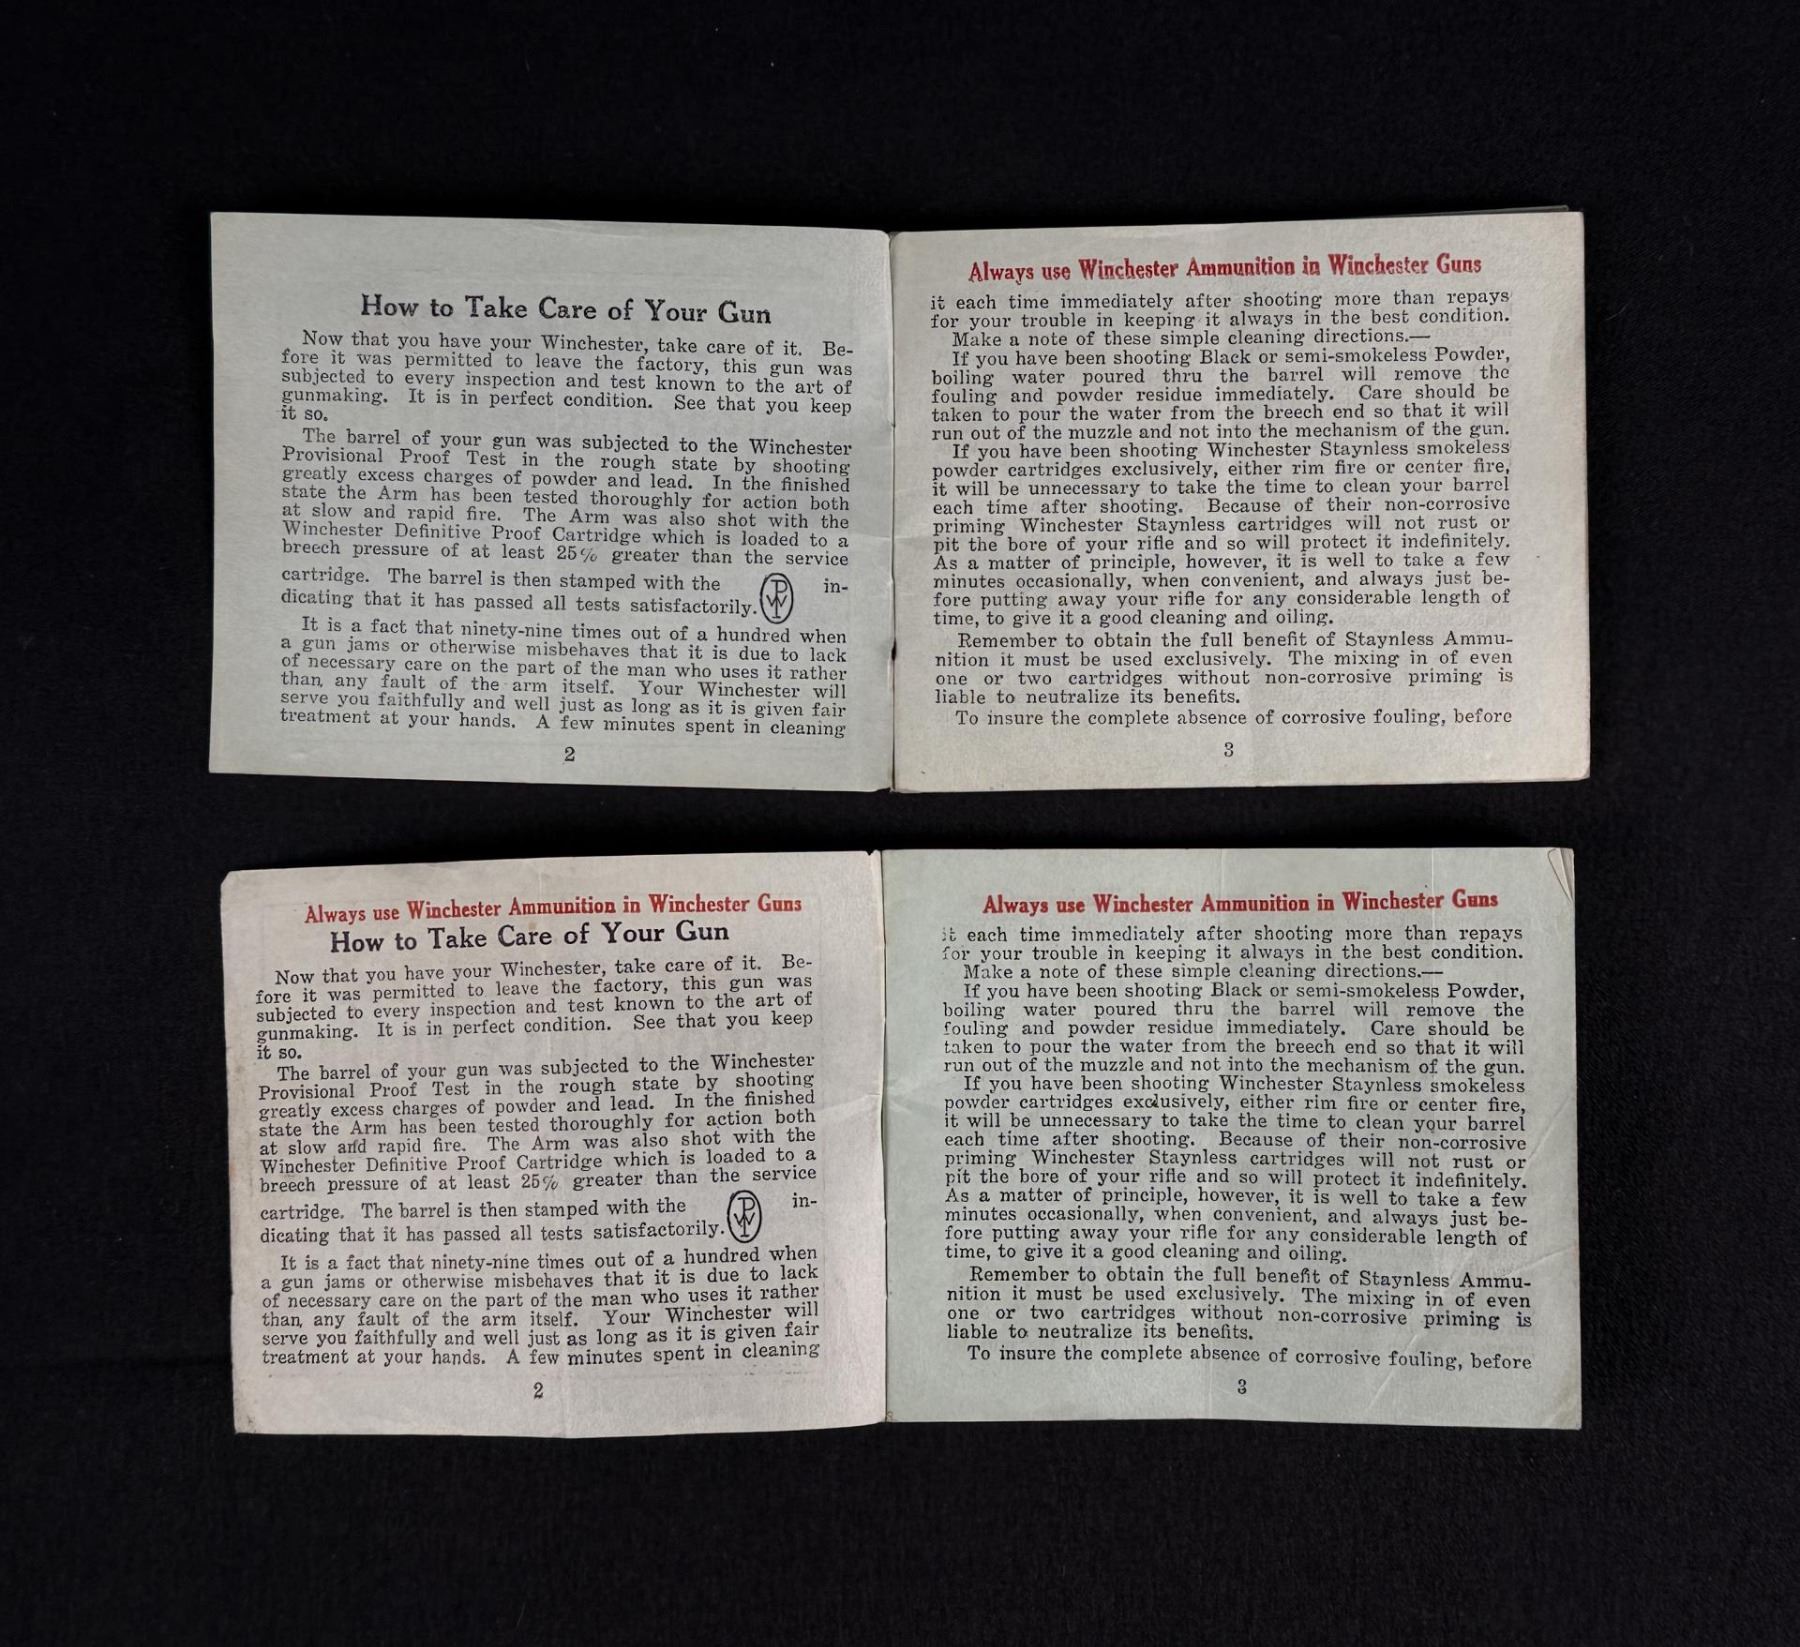 How to Take Care of Your Gun
Now that you have your Winchester, take care of it. Be-
fore it was permitted to leave the factory, this gun was
subjected to every inspection and test known to the art of
gunmaking. It is in perfect condition. See that you keep
it so.
The barrel of your gun was subjected to the Winchester
Provisional Proof Test in the rough state by shooting
greatly excess charges of powder and lead. In the finished
state the Arm has been tested thoroughly for action both
at slow and rapid fire. The Arm was also shot with the
Winchester Definitive Proof Cartridge which is loaded to a
breech pressure of at least 25% greater than the service
cartridge. The barrel is then stamped with the in-
dicating that it has passed all tests satisfactorily.
It is a fact that ninety-nine times out of a hundred when
a gun jams or otherwise misbehaves that it is due to lack
of necessary care on the part of the man who uses it rather
than, any fault of the arm itself. Your Winchester will
serve you faithfully and well just as long as it is given fair
treatment at your hands. A few minutes spent in cleaning
2
Always use Winchester Ammunition in Winchester Guns
it each time immediately after shooting more than repays
for your trouble in keeping it always in the best condition.
Make a note of these simple cleaning directions.—
If you have been shooting Black or semi-smokeless Powder,
boiling water poured thru the barrel will remove the
fouling and powder residue immediately. Care should be
taken to pour the water from the breech end so that it will
run out of the muzzle and not into the mechanism of the gun.
If you have been shooting Winchester Staynless smokeless
powder cartridges exclusively, either rim fire or center fire,
it will be unnecessary to take the time to clean your barrel
each time after shooting. Because of their non-corrosive
priming Winchester Staynless cartridges will not rust or
pit the bore of your rifle and so will protect it indefinitely.
As a matter of principle, however, it is well to take a few
minutes occasionally, when convenient, and always just be-
fore putting away your rifle for any considerable length of
time, to give it a good cleaning and oiling.
Remember to obtain the full benefit of Staynless Ammu-
nition it must be used exclusively. The mixing in of even
one or two cartridges without non-corrosive priming is
liable to neutralize its benefits.
To insure the complete absence of corrosive fouling, before
3
Always use Winchester Ammunition in Winchester Guns
How to Take Care of Your Gun
Now that you have your Winchester, take care of it. Be-
fore it was permitted to leave the factory, this gun was
subjected to every inspection and test known to the art of
gunmaking. It is in perfect condition. See that you keep
it so.
The barrel of your gun was subjected to the Winchester
Provisional Proof Test in the rough state by shooting
greatly excess charges of powder and lead. In the finished
state the Arm has been tested thoroughly for action both
at slow and rapid fire. The Arm was also shot with the
Winchester Definitive Proof Cartridge which is loaded to a
breech pressure of at least 25% greater than the service
cartridge. The barrel is then stamped with the in-
dicating that it has passed all tests satisfactorily.
It is a fact that ninety-nine times out of a hundred when
a gun jams or otherwise misbehaves that it is due to lack
of necessary care on the part of the man who uses it rather
than, any fault of the arm itself. Your Winchester will
serve you faithfully and well just as long as it is given fair
treatment at your hands. A few minutes spent in cleaning
2
Always use Winchester Ammunition in Winchester Guns
it each time immediately after shooting more than repays
for your trouble in keeping it always in the best condition.
Make a note of these simple cleaning directions.—
If you have been shooting Black or semi-smokeless Powder,
boiling water poured thru the barrel will remove the
fouling and powder residue immediately. Care should be
taken to pour the water from the breech end so that it will
run out of the muzzle and not into the mechanism of the gun.
If you have been shooting Winchester Staynless smokeless
powder cartridges exclusively, either rim fire or center fire,
it will be unnecessary to take the time to clean your barrel
each time after shooting. Because of their non-corrosive
priming Winchester Staynless cartridges will not rust or
pit the bore of your rifle and so will protect it indefinitely.
As a matter of principle, however, it is well to take a few
minutes occasionally, when convenient, and always just be-
fore putting away your rifle for any considerable length of
time, to give it a good cleaning and oiling.
Remember to obtain the full benefit of Staynless Ammu-
nition it must be used exclusively. The mixing in of even
one or two cartridges without non-corrosive priming is
liable to neutralize its benefits.
To insure the complete absence of corrosive fouling, before
3